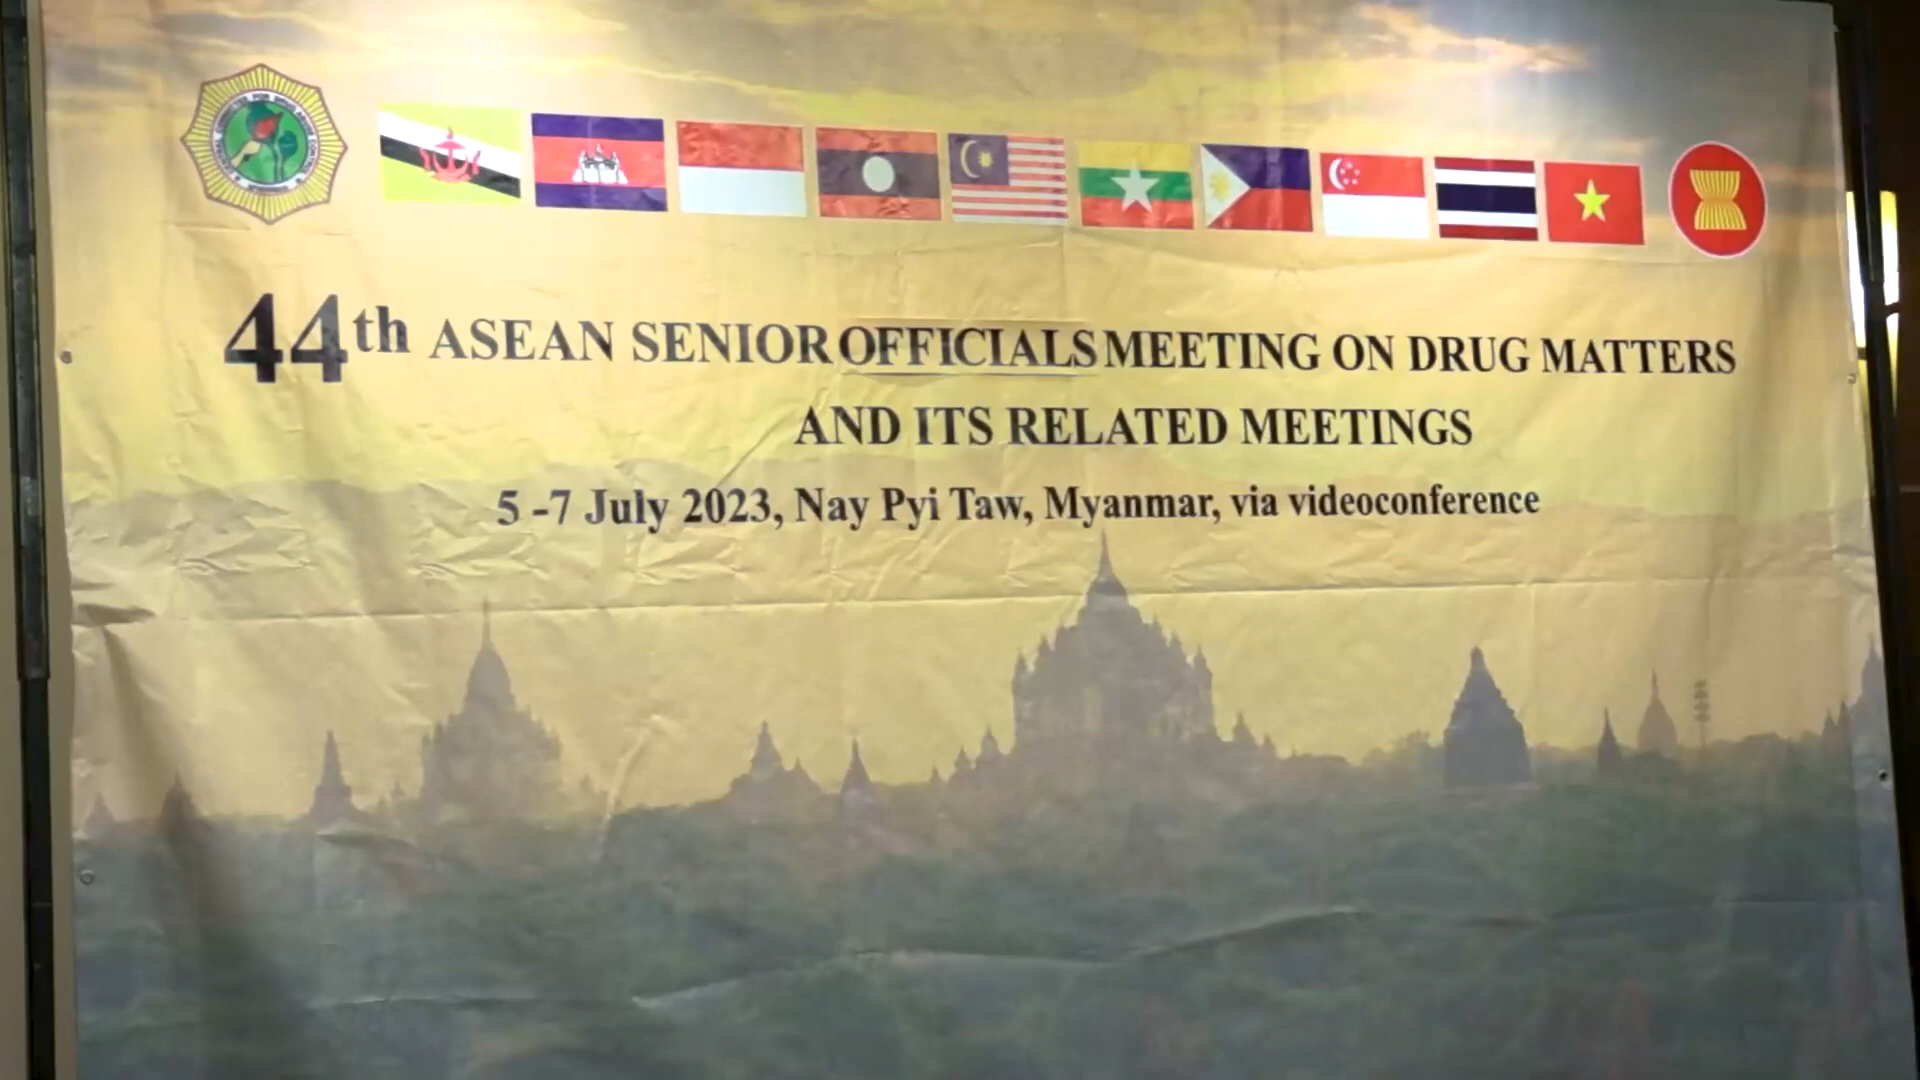 44th ASEAN SENIOR OFFICIALS MEETING ON DRUG MATTERS
AND ITS RELATED MEETINGS
5 -7 July 2023, Nay Pyi Taw, Myanmar, via videoconference